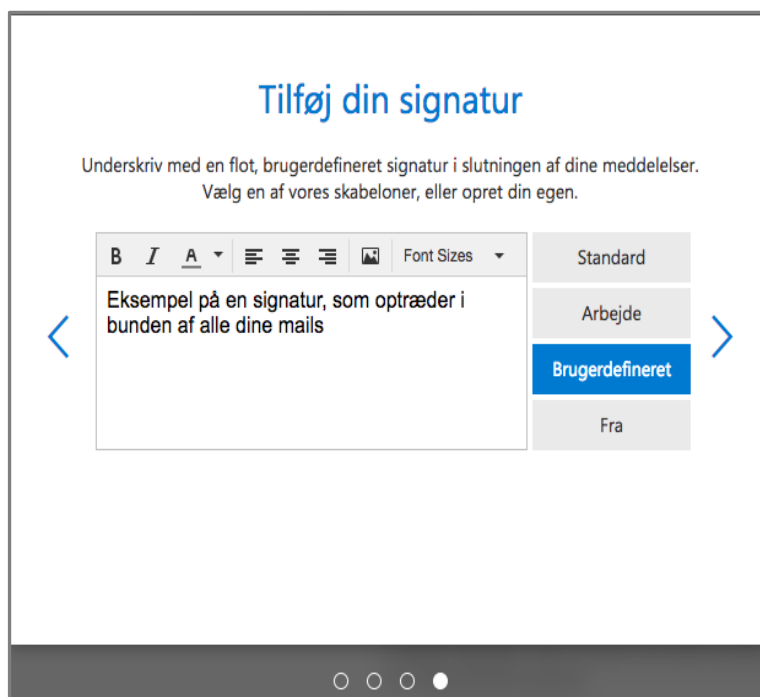 Tilføj din signatur
Underskriv med en flot, brugerdefineret signatur i slutningen af dine meddelelser.
Vælg en af vores skabeloner, eller opret din egen.
B I A Font Sizes
Eksempel på en signatur, som optræder i
bunden af alle dine mails
Standard
Arbejde
Brugerdefineret
Fra